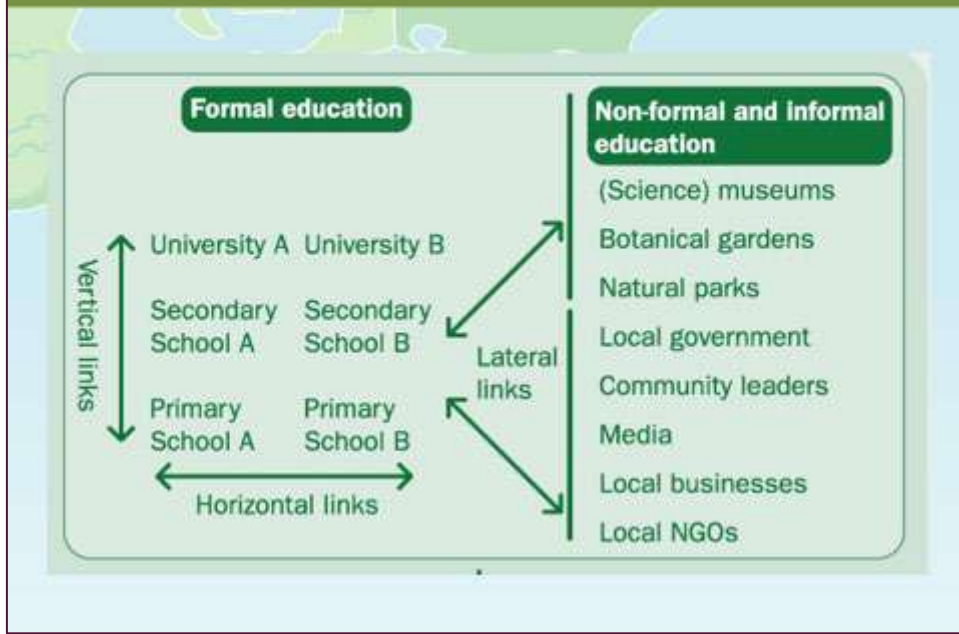 Formal education
Vertical links
University A University B
Secondary Secondary
School A School B
Primary Primary
School A School B
Horizontal links
Lateral
links
Non-formal and informal
education
(Science) museums
Botanical gardens
Natural parks
Local government
Community leaders
Media
Local businesses
Local NGOs